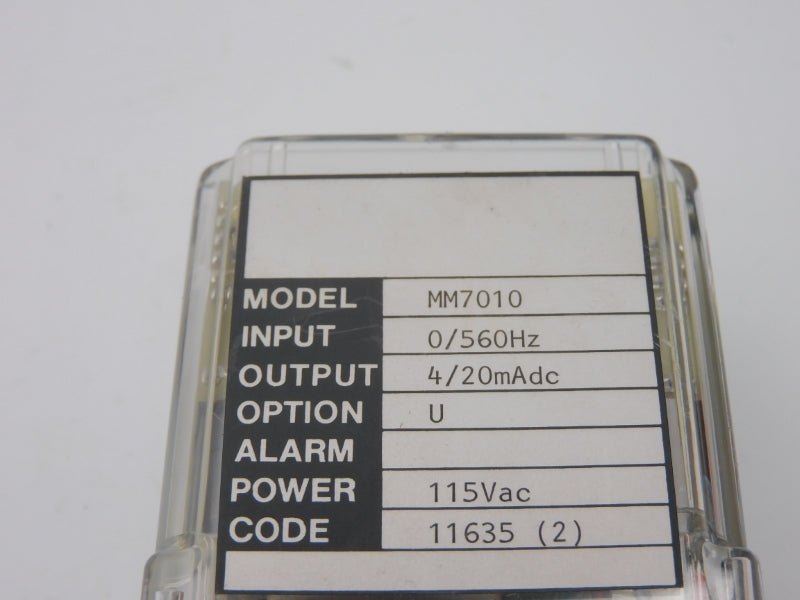 MODEL MM7010
INPUT 0/560Hz
OUTPUT 4/20mAdc
OPTION U
ALARM
POWER 115Vac
CODE 11635 (2)